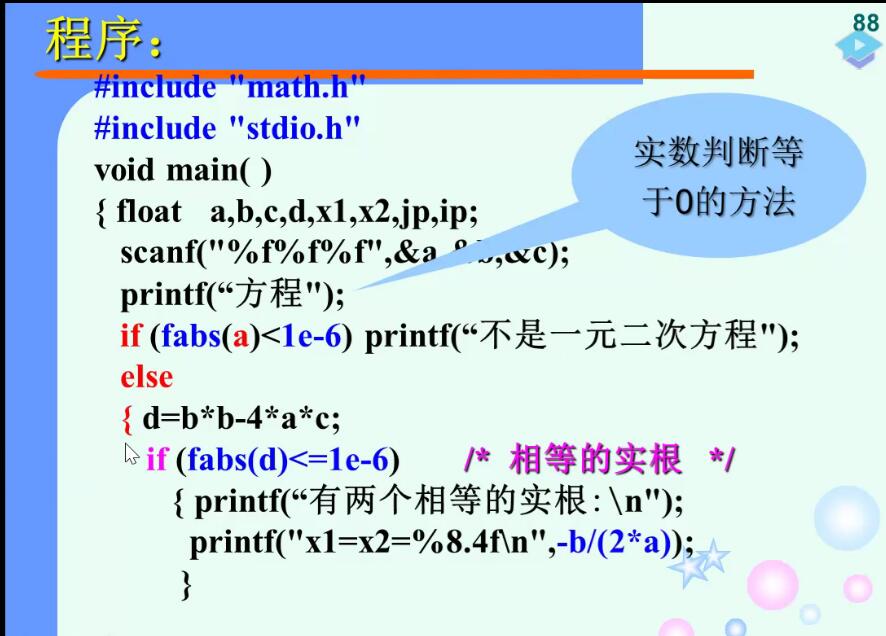 程序：
88
#include "math.h"
#include "stdio.h"
void main( )
{ float a,b,c,d,x1,x2,jp,ip;
scanf("%f%f%f",&a,&b,&c);
printf(“方程");
if (fabs(a)<1e-6) printf(“不是一元二次方程");
else
{ d=b*b-4*a*c;
if (fabs(d)<=1e-6) /* 相等的实根 */
{ printf(“有两个相等的实根:\n");
printf("x1=x2=%8.4f\n",-b/(2*a));
}
实数判断等
于0的方法